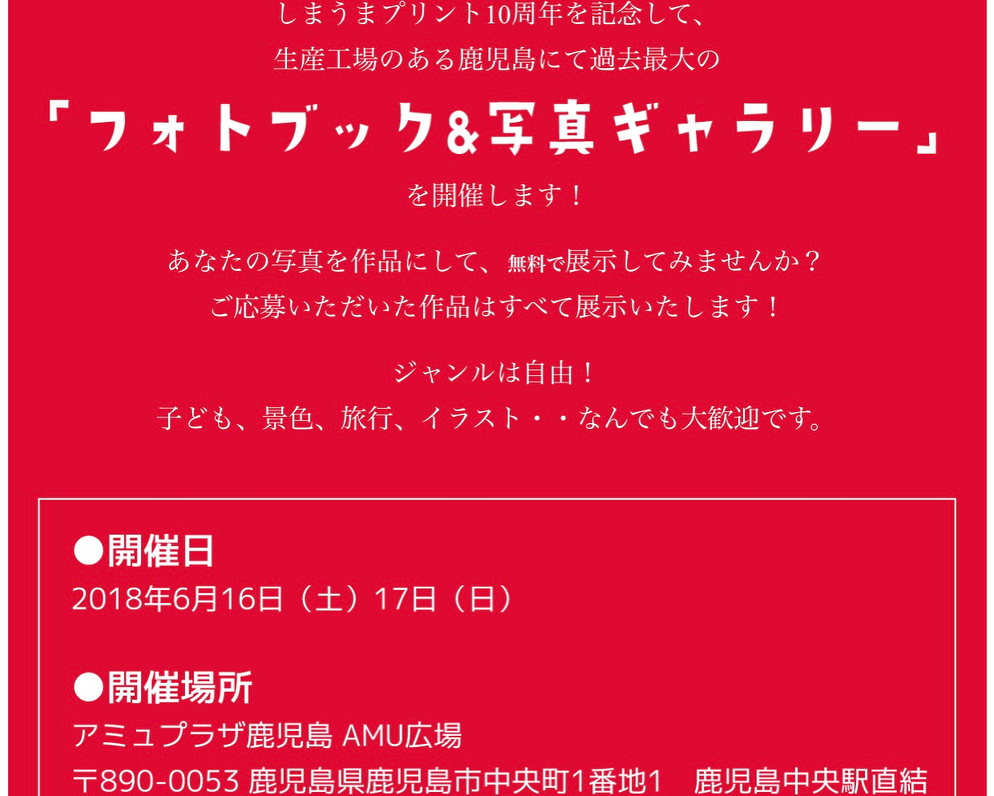 しまうまプリント10周年を記念して、
生産工場のある鹿児島にて過去最大の
「フォトブック&写真ギャラリー」
を開催します！
あなたの写真を作品にして、無料で展示してみませんか？
ご応募いただいた作品はすべて展示いたします！
ジャンルは自由！
子ども、景色、旅行、イラスト・・なんでも大歓迎です。
●開催日
2018年6月16日（土）17日（日）
●開催場所
アミュプラザ鹿児島 AMU広場
〒890-0053 鹿児島県鹿児島市中央町1番地1　鹿児島中央駅直結